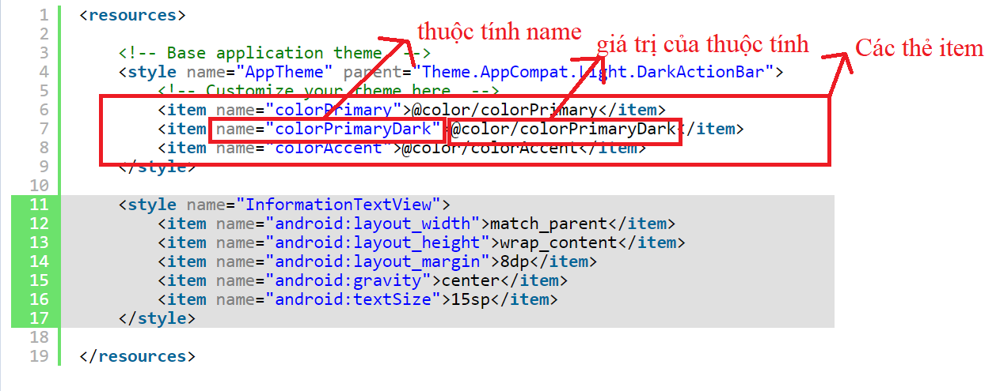 1 <resources>
2
thuộc tính name
giá trị của thuộc tính
Các thẻ item
3 <!-- Base application theme. -->
4 <style name="AppTheme" parent="Theme.AppCompat.Light.DarkActionBar">
5 <!-- Customize your theme here. -->
6 <item name="colorPrimary">@color/colorPrimary</item>
7 <item name="colorPrimaryDark">@color/colorPrimaryDark</item>
8 <item name="colorAccent">@color/colorAccent</item>
9 </style>
10
11 <style name="InformationTextView">
12 <item name="android:layout_width">match_parent</item>
13 <item name="android:layout_height">wrap_content</item>
14 <item name="android:layout_margin">8dp</item>
15 <item name="android:gravity">center</item>
16 <item name="android:textSize">15sp</item>
17 </style>
18
19 </resources>